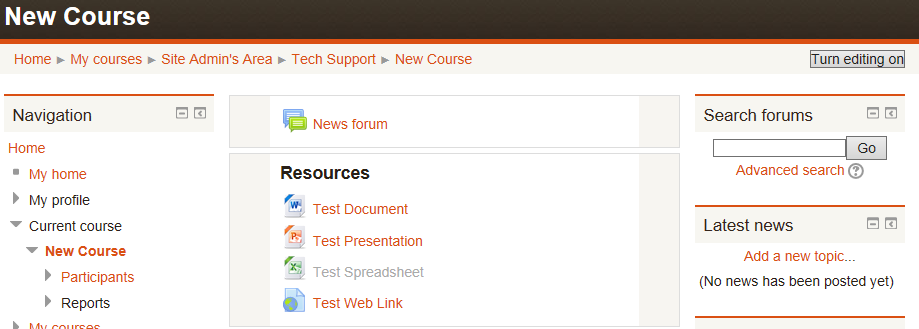 New Course
Home ► My courses ► Site Admin's Area ► Tech Support ► New Course
Turn editing on
Navigation
Home
My home
My profile
Current course
New Course
Participants
Reports
My courses
News forum
Resources
Test Document
Test Presentation
Test Spreadsheet
Test Web Link
Search forums
Go
Advanced search
Latest news
Add a new topic...
(No news has been posted yet)